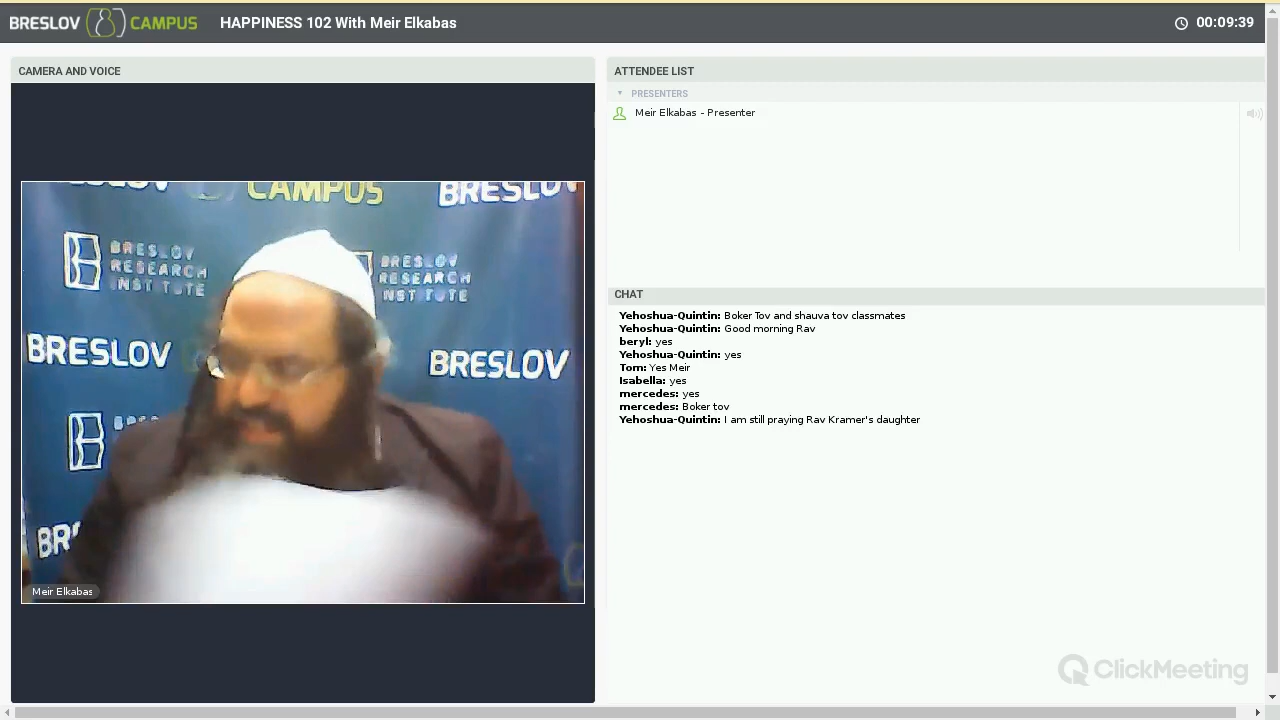 BRESLOV CAMPUS HAPPINESS 102 With Meir Elkabas 00:09:39
CAMERA AND VOICE
CAMPUS
BRESLOV
BRESLOV
RESEARCH
INSTITUTE
BRESLOV
RESEARCH
INSTITUTE
BRESLOV
BRESLOV
Meir Elkabas
ATTENDEE LIST
PRESENTERS
Meir Elkabas - Presenter
CHAT
Yehoshua-Quintin: Boker Tov and shauva tov classmates
Yehoshua-Quintin: Good morning Rav
beryl: yes
Yehoshua-Quintin: yes
Tom: Yes Meir
Isabella: yes
mercedes: yes
mercedes: Boker tov
Yehoshua-Quintin: I am still praying Rav Kramer's daughter
ClickMeeting